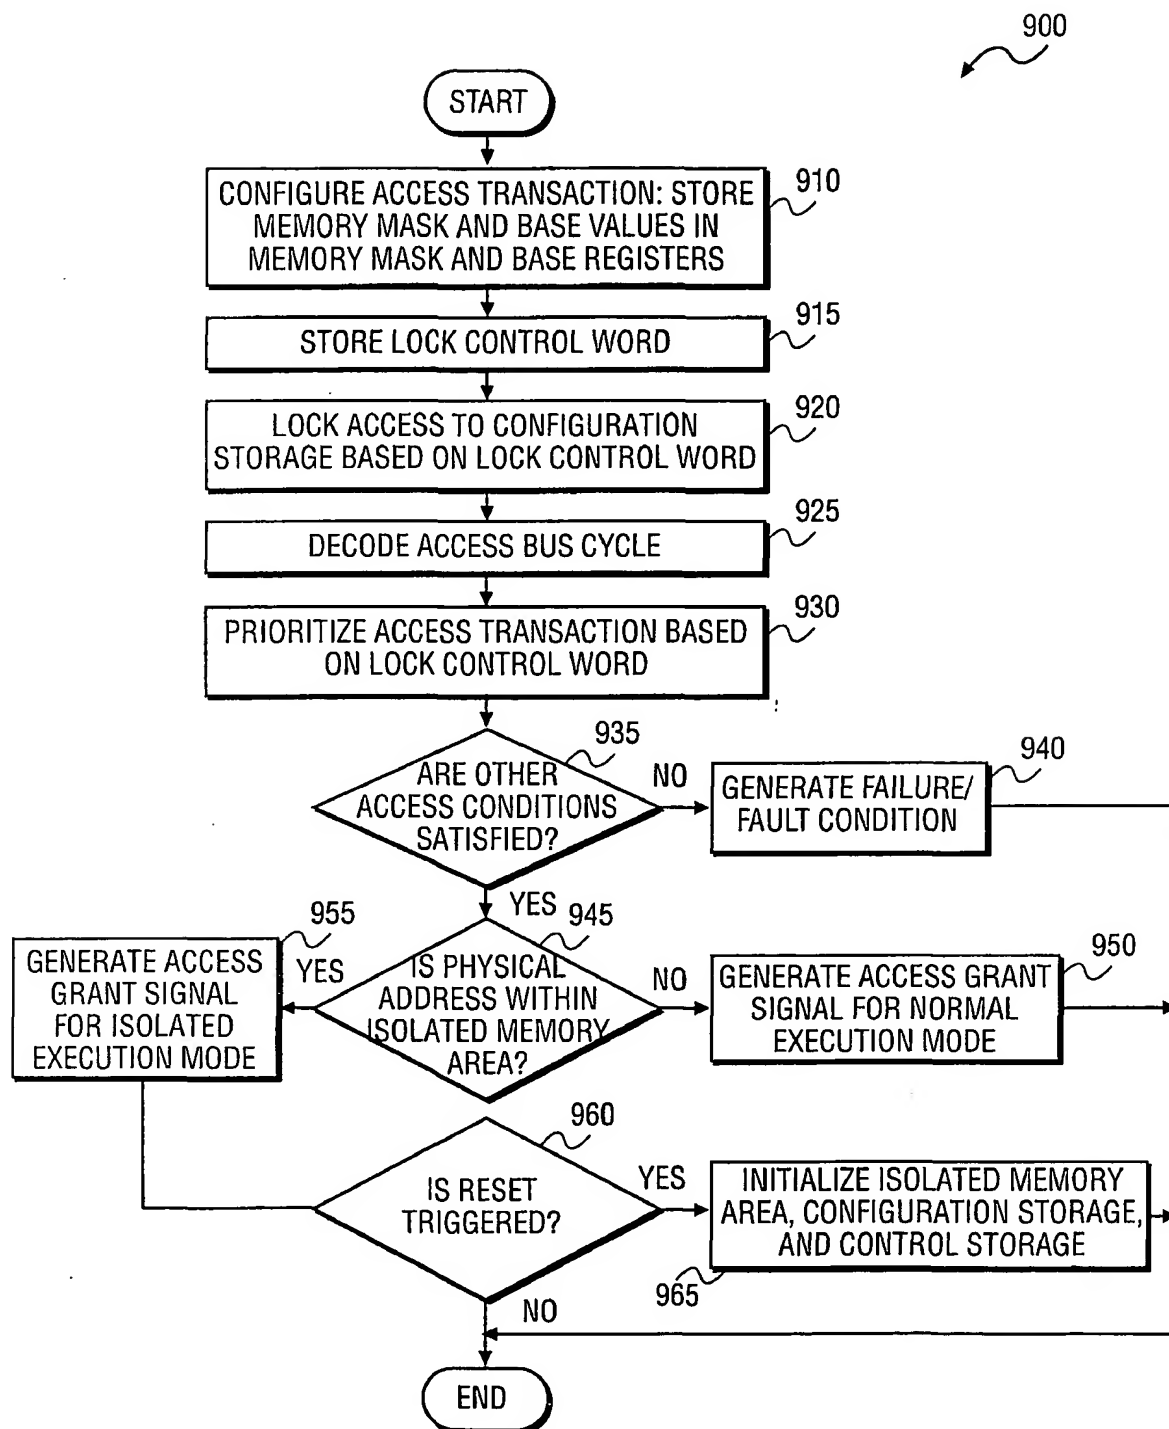 900
START
CONFIGURE ACCESS TRANSACTION: STORE
MEMORY MASK AND BASE VALUES IN
MEMORY MASK AND BASE REGISTERS
910
STORE LOCK CONTROL WORD
915
LOCK ACCESS TO CONFIGURATION
STORAGE BASED ON LOCK CONTROL WORD
920
DECODE ACCESS BUS CYCLE
925
PRIORITIZE ACCESS TRANSACTION BASED
ON LOCK CONTROL WORD
930
ARE OTHER
ACCESS CONDITIONS
SATISFIED?
935
NO
GENERATE FAILURE/
FAULT CONDITION
940
YES
IS PHYSICAL
ADDRESS WITHIN
ISOLATED MEMORY
AREA?
945
YES
GENERATE ACCESS
GRANT SIGNAL
FOR ISOLATED
EXECUTION MODE
955
NO
GENERATE ACCESS GRANT
SIGNAL FOR NORMAL
EXECUTION MODE
950
IS RESET
TRIGGERED?
960
YES
INITIALIZE ISOLATED MEMORY
AREA, CONFIGURATION STORAGE,
AND CONTROL STORAGE
965
NO
END